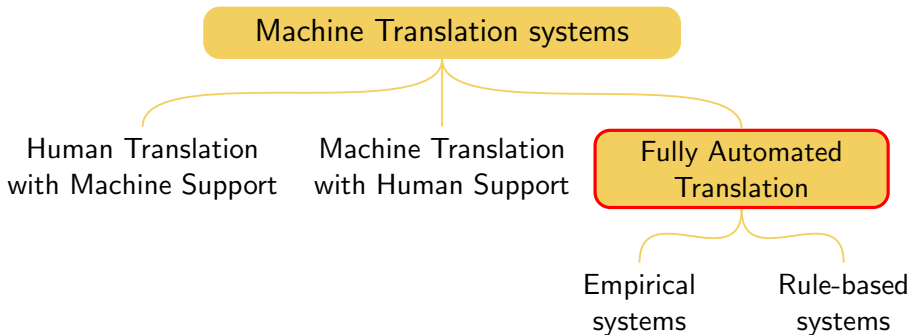 Machine Translation systems
Human Translation
with Machine Support
Machine Translation
with Human Support
Fully Automated
Translation
Empirical
systems
Rule-based
systems